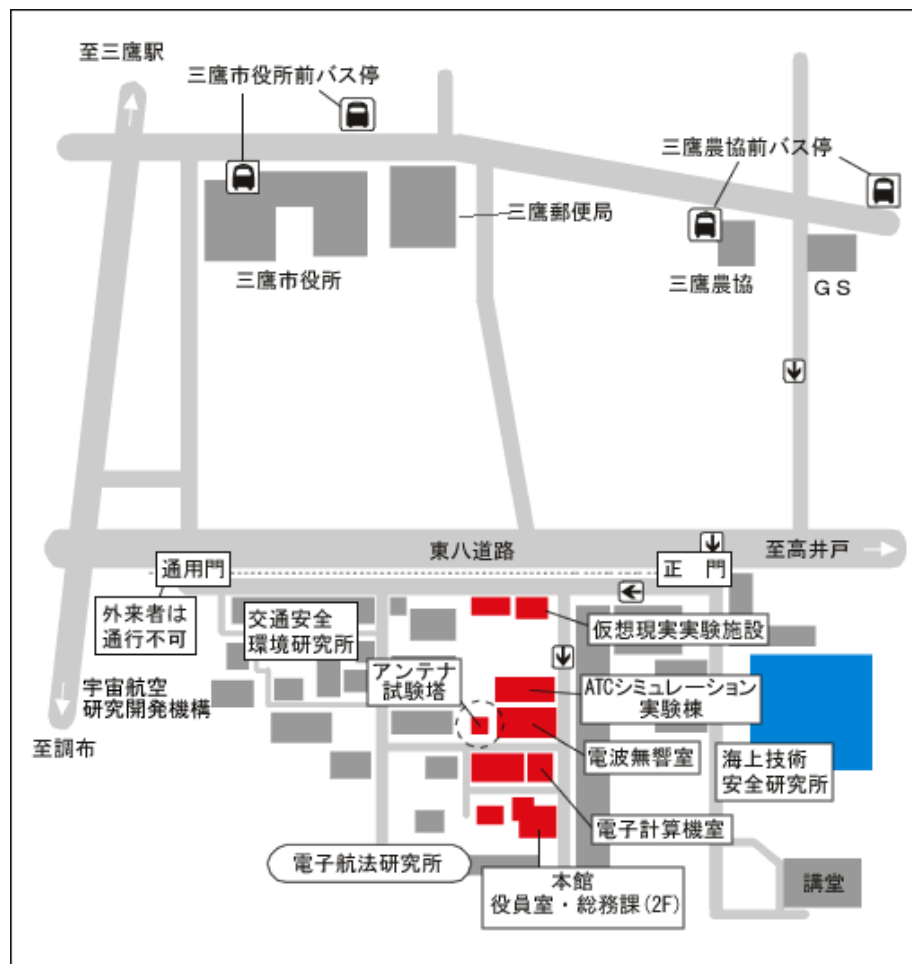 至三鷹駅
三鷹市役所前バス停
三鷹農協前バス停
三鷹郵便局
三鷹市役所
三鷹農協
ＧＳ
東八道路
至高井戸
通用門
正　門
外来者は
通行不可
交通安全
環境研究所
仮想現実実験施設
アンテナ
試験塔
宇宙航空
研究開発機構
ATCシミュレーション
実験棟
至調布
電波無響室
海上技術
安全研究所
電子計算機室
電子航法研究所
本館
役員室・総務課(2F)
講堂